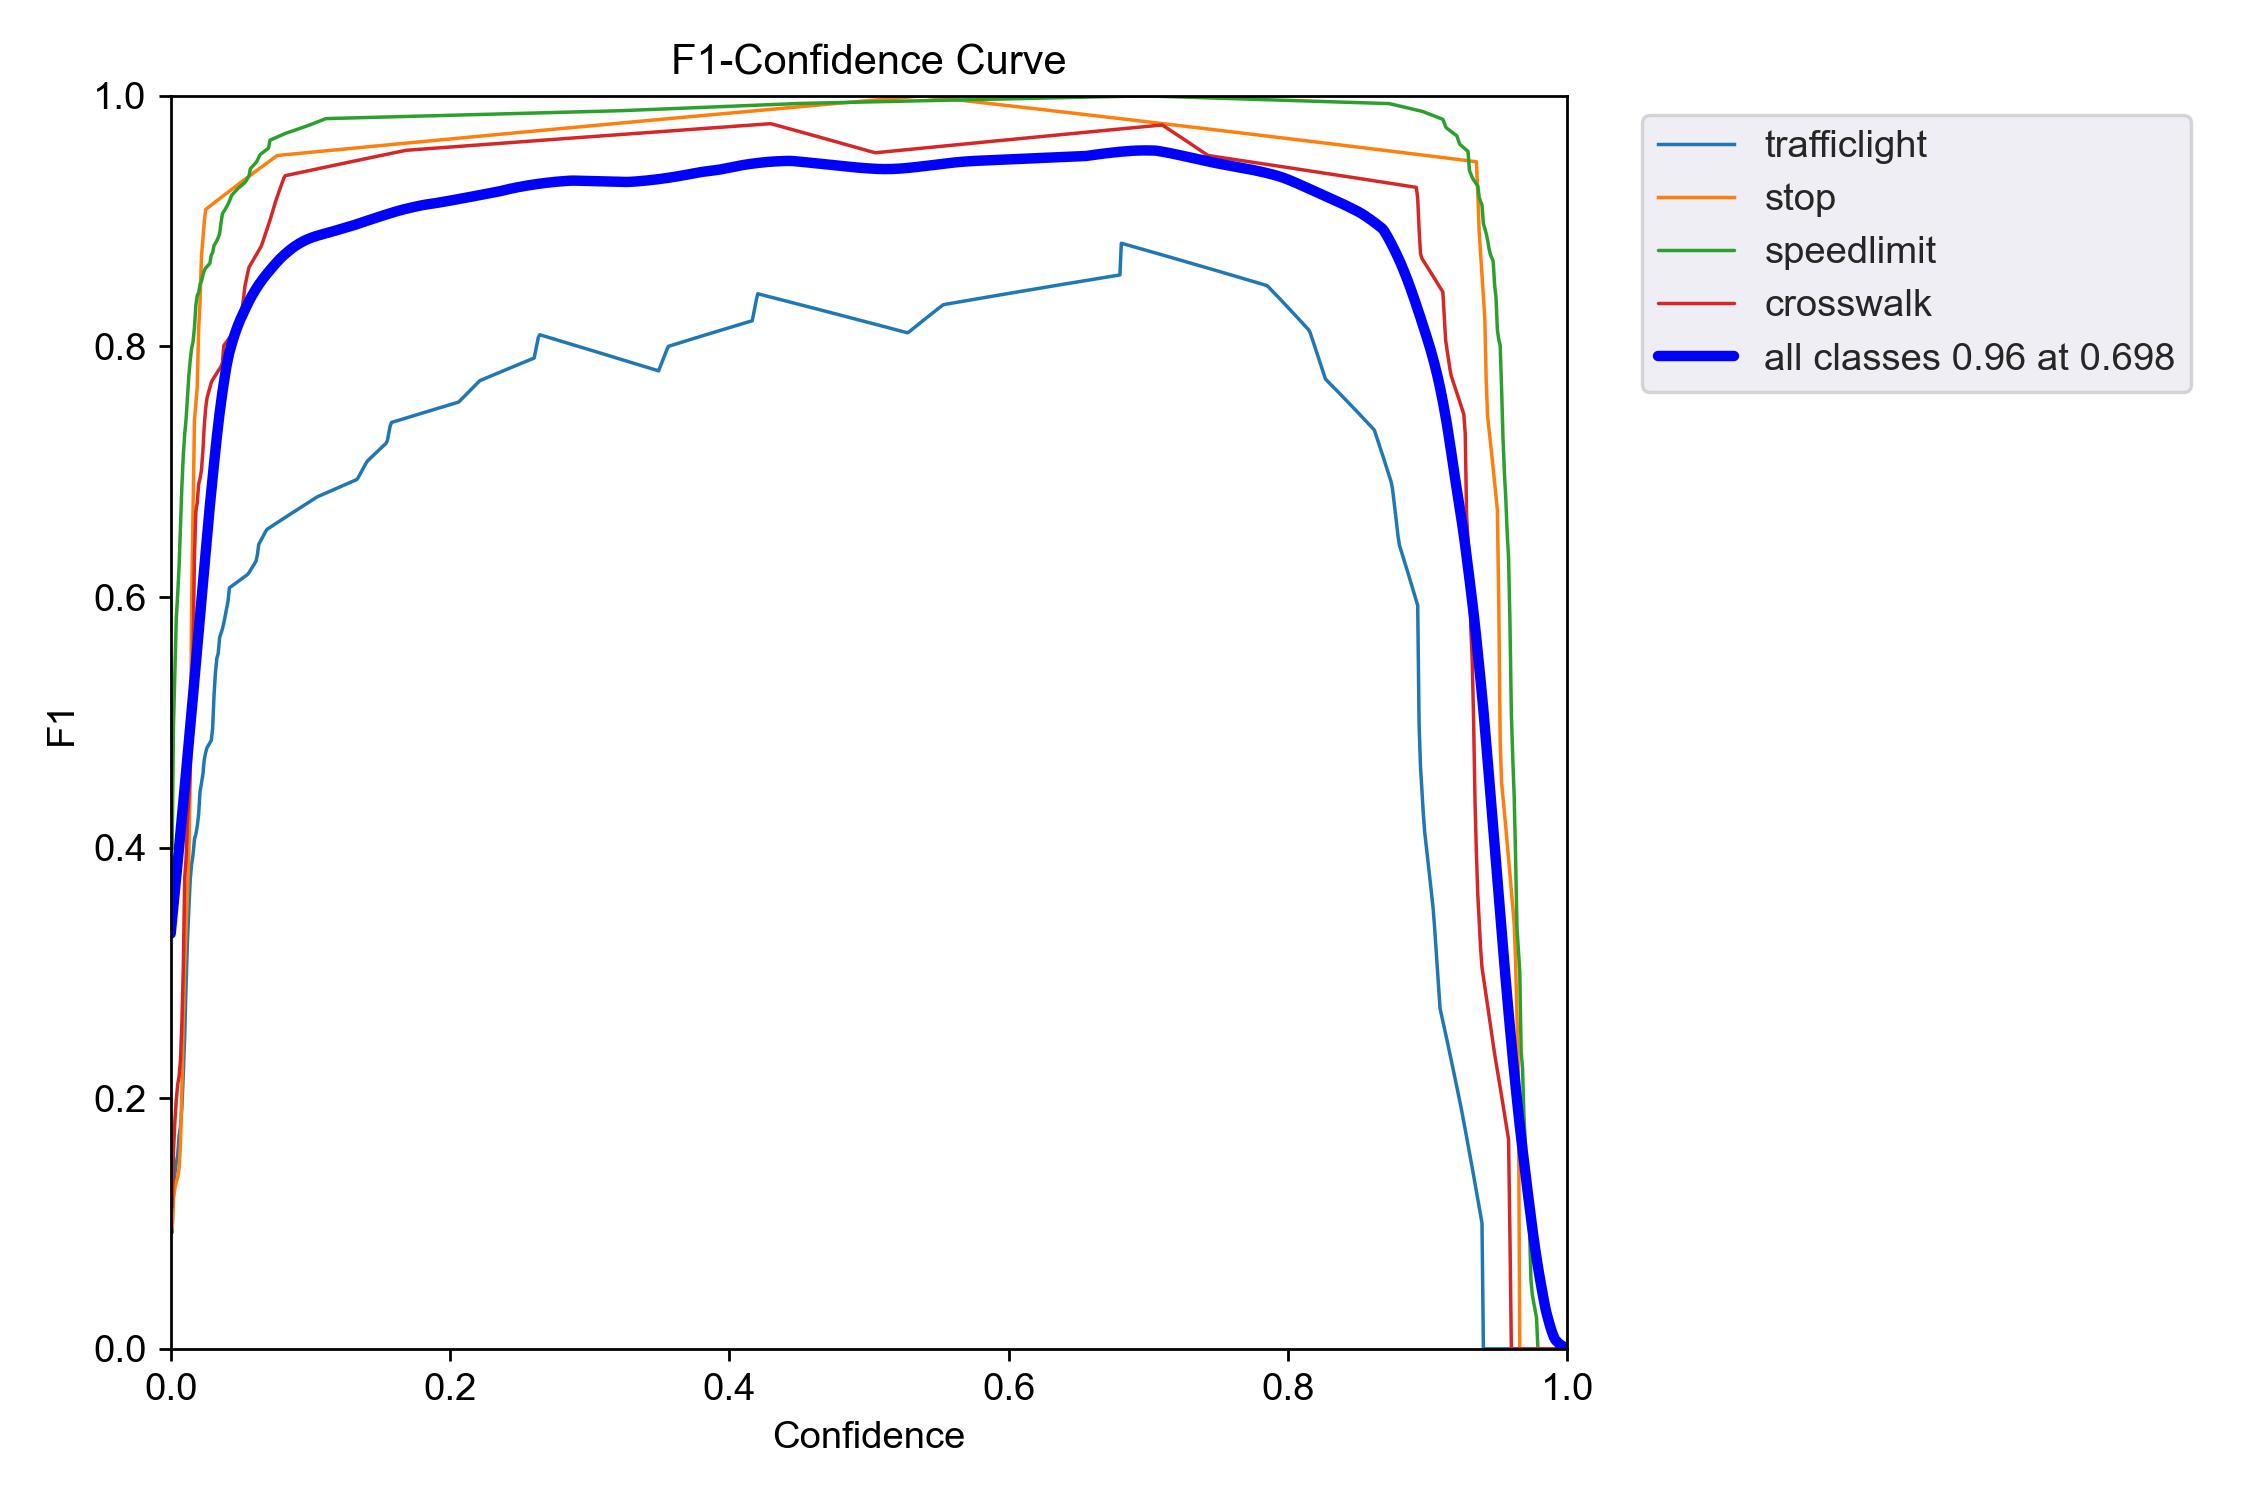 F1-Confidence Curve
1.0
0.8
0.6
0.4
0.2
0.0
F1
0.0 0.2 0.4 0.6 0.8 1.0
Confidence
trafficlight
stop
speedlimit
crosswalk
all classes 0.96 at 0.698